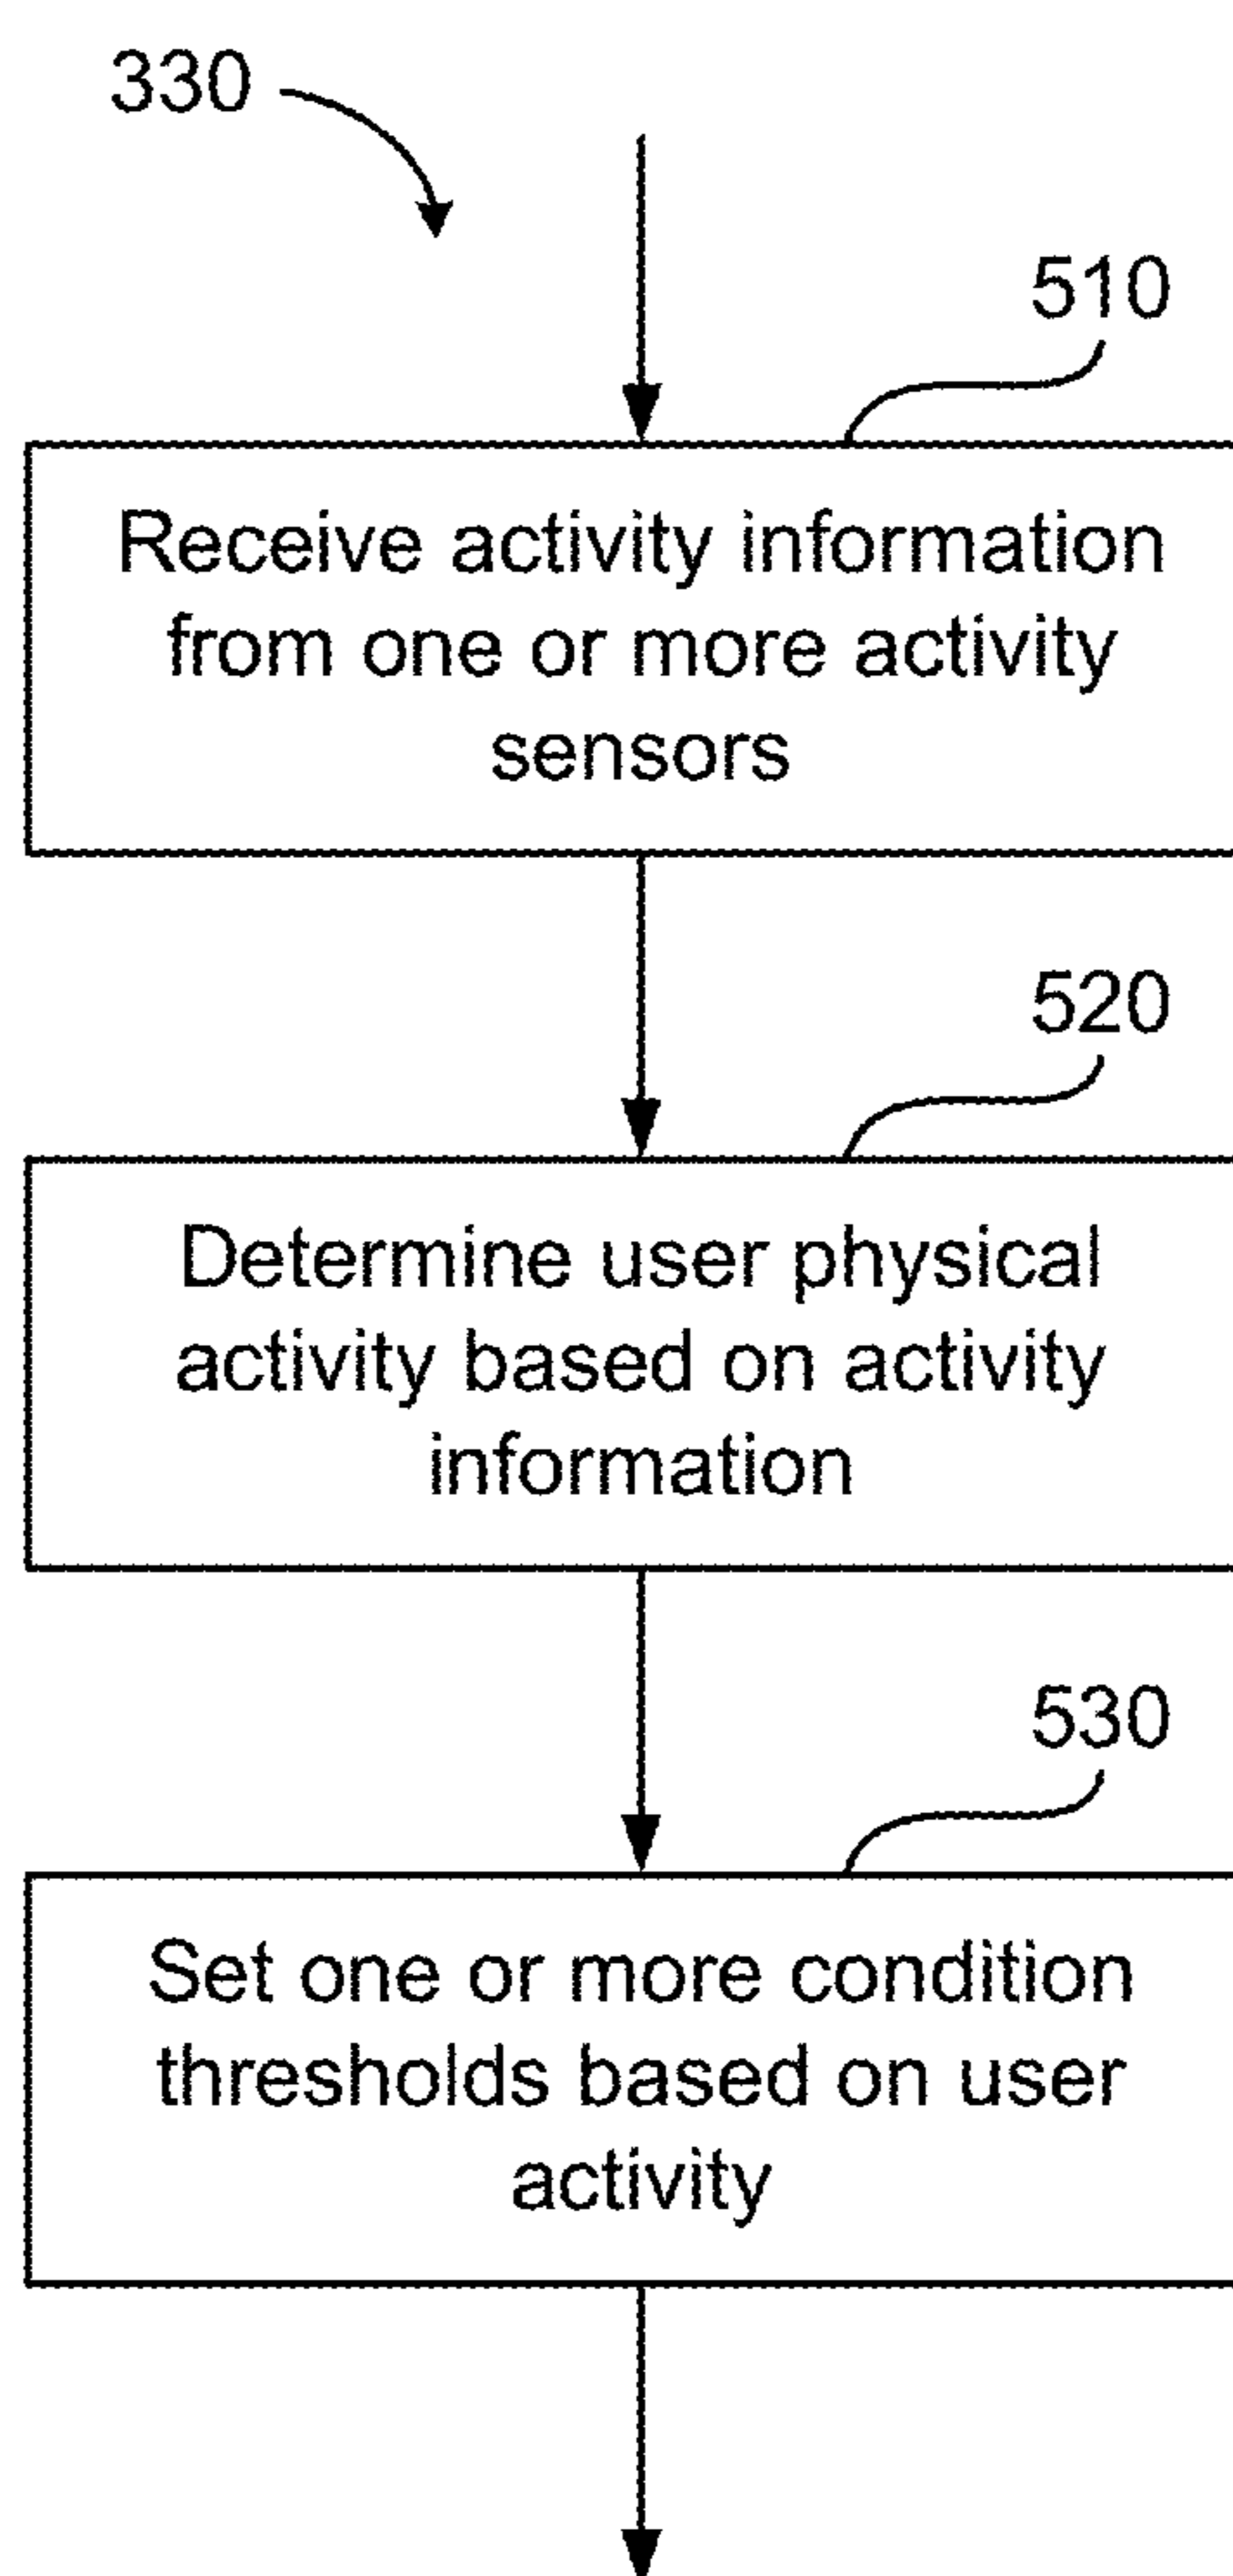 330
510
Receive activity information
from one or more activity
sensors
520
Determine user physical
activity based on activity
information
530
Set one or more condition
thresholds based on user
activity